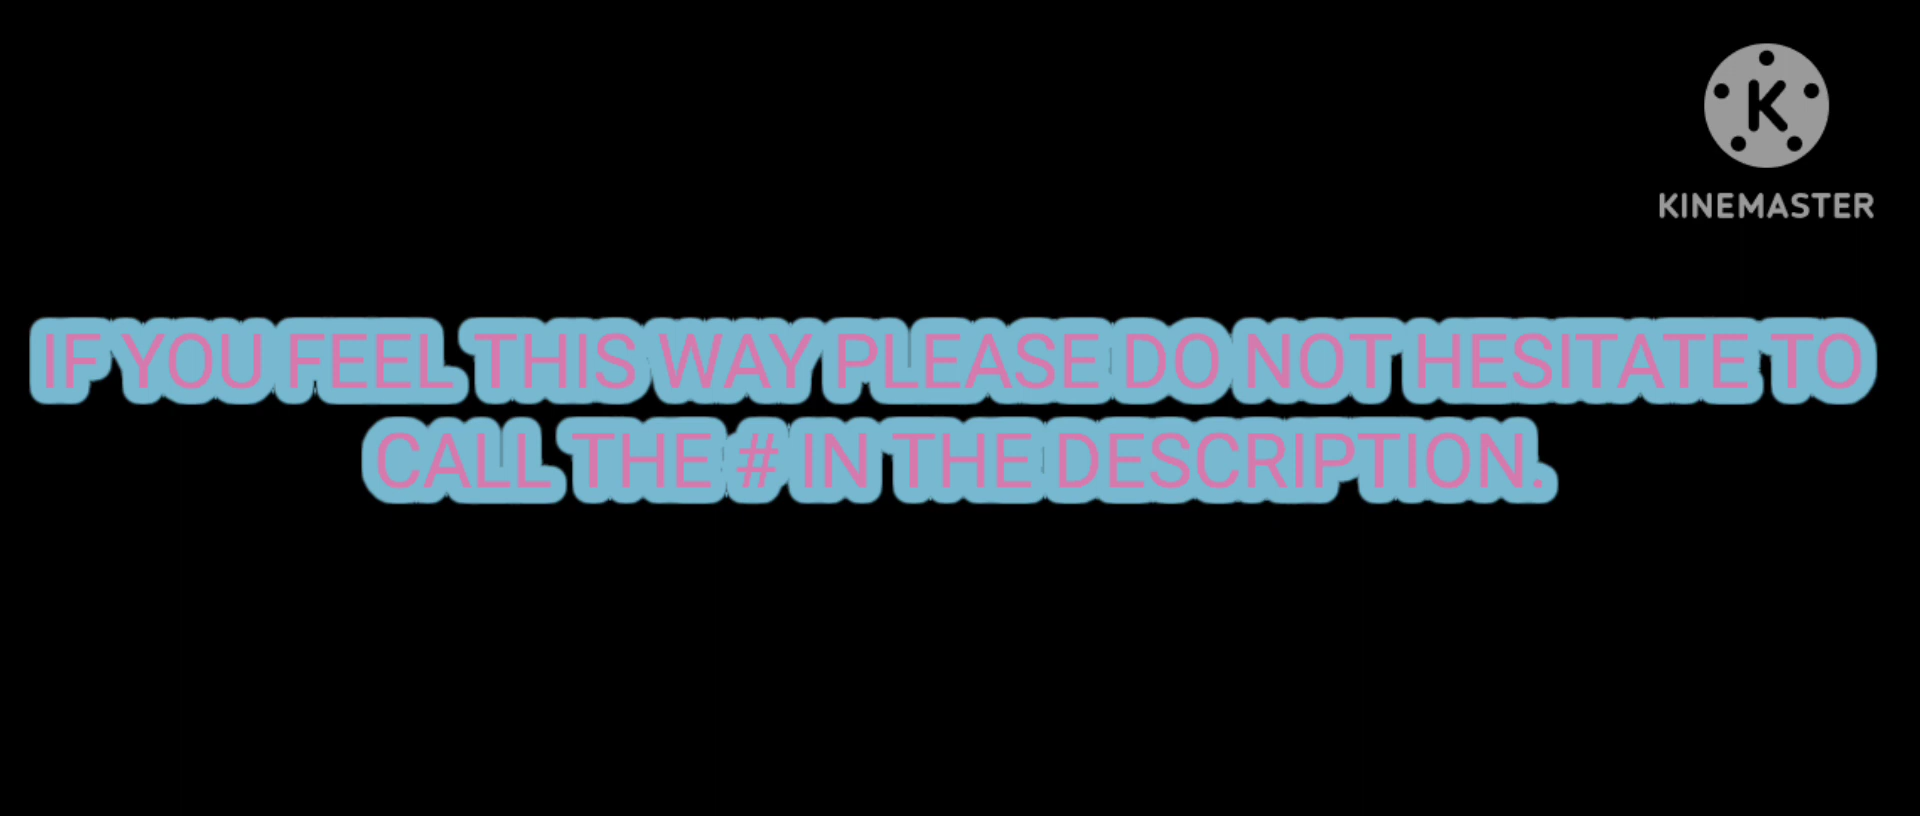 KINEMASTER
IF YOU FEEL THIS WAY PLEASE DO NOT HESITATE TO
CALL THE # IN THE DESCRIPTION.